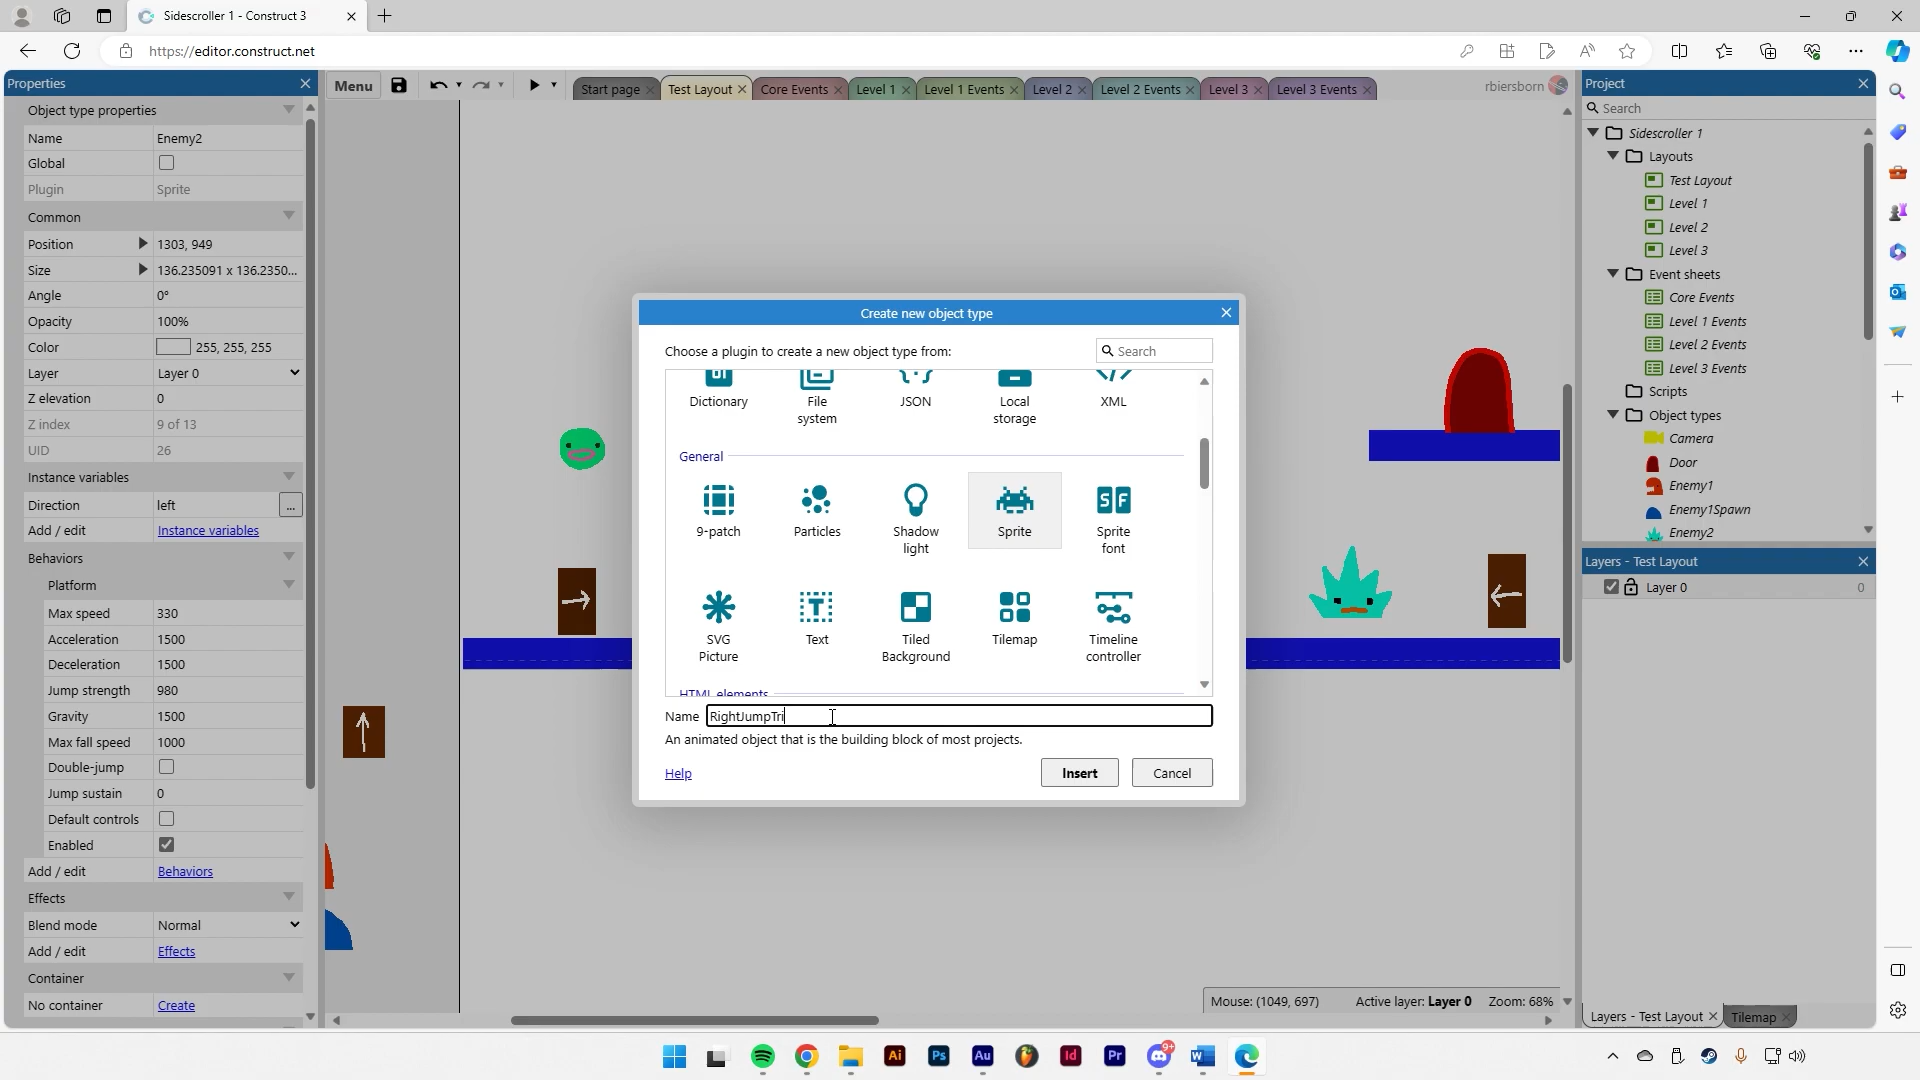 Sidescroller 1 - Construct 3
https://editor.construct.net
Properties
Menu
Start page
Test Layout
Core Events
Level 1
Level 1 Events
Level 2
Level 2 Events
Level 3
Level 3 Events
rbiersborn
Object type properties
Name Enemy2
Global
Plugin Sprite
Common
Position 1303, 949
Size 136.235091 x 136.2350...
Angle 0°
Opacity 100%
Color 255, 255, 255
Layer Layer 0
Z elevation 0
Z index 9 of 13
UID 26
Instance variables
Direction left ...
Add / edit Instance variables
Behaviors
Platform
Max speed 330
Acceleration 1500
Deceleration 1500
Jump strength 980
Gravity 1500
Max fall speed 1000
Double-jump
Jump sustain 0
Default controls
Enabled
Add / edit Behaviors
Effects
Blend mode Normal
Add / edit Effects
Container
No container Create
Create new object type
Choose a plugin to create a new object type from:
Search
Dictionary
File
system
JSON
Local
storage
XML
General
9-patch
Particles
Shadow
light
Sprite
Sprite
font
SVG
Picture
Text
Tiled
Background
Tilemap
Timeline
controller
HTML elements
Name RightJumpTri
An animated object that is the building block of most projects.
Help
Insert
Cancel
Mouse: (1049, 697) Active layer: Layer 0 Zoom: 68%
Project
Search
Sidescroller 1
Layouts
Test Layout
Level 1
Level 2
Level 3
Event sheets
Core Events
Level 1 Events
Level 2 Events
Level 3 Events
Scripts
Object types
Camera
Door
Enemy1
Enemy1Spawn
Enemy2
Layers - Test Layout
Layer 0 0
Layers - Test Layout
Tilemap
Ai
Ps
Au
Id
Pr
9+